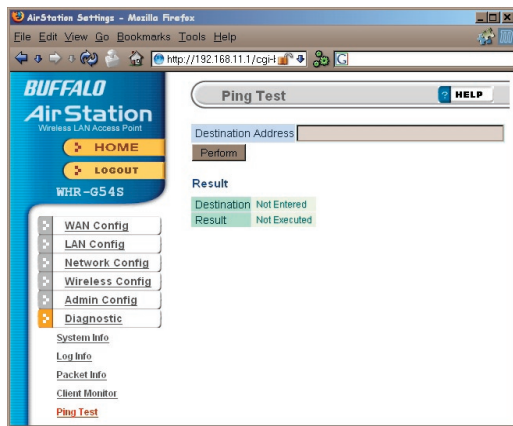 AirStation Settings - Mozilla Firefox
File Edit View Go Bookmarks Tools Help
http://192.168.11.1/cgi-l
G
BUFFALO
AirStation
Wireless LAN Access Point
HOME
LOGOUT
WHR-G54S
WAN Config
LAN Config
Network Config
Wireless Config
Admin Config
Diagnostic
System Info
Log Info
Packet Info
Client Monitor
Ping Test
Ping Test
? HELP
Destination Address
Perform
Result
Destination Not Entered
Result Not Executed